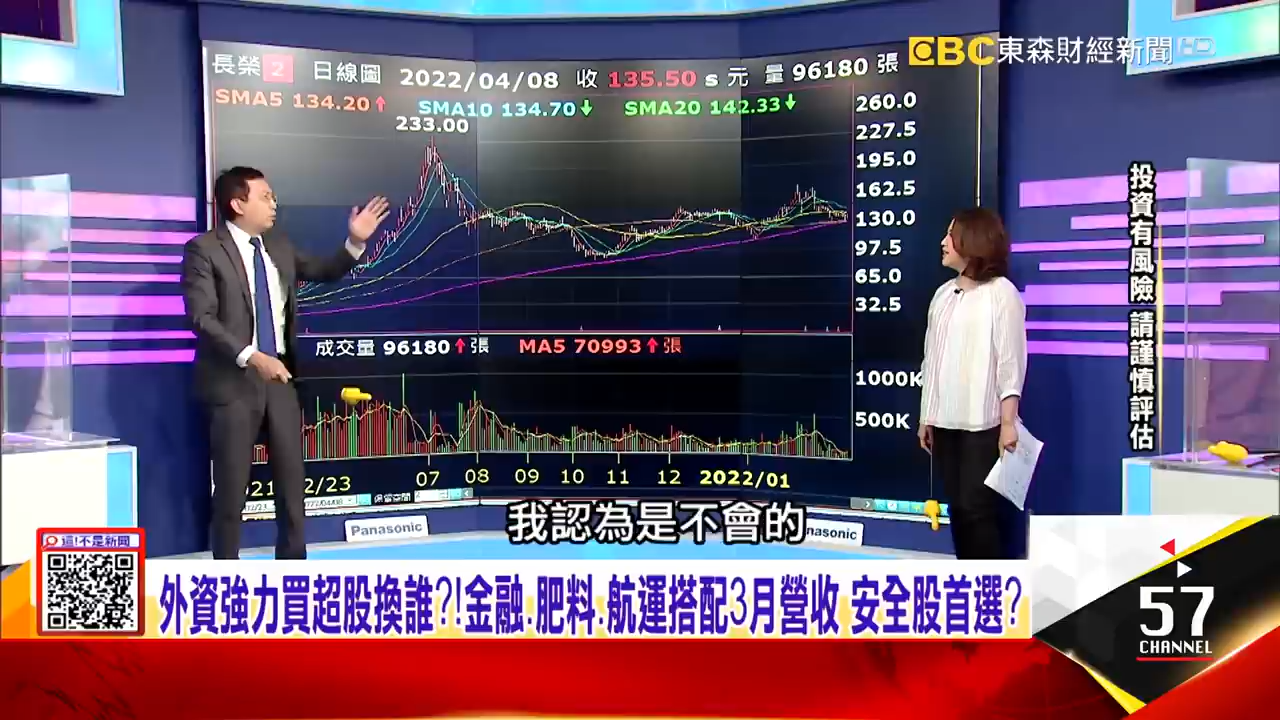 EBC 東森財經新聞 HD
長榮 2 日線圖 2022/04/08 收 135.50 s 元 量 96180 張
SMA5 134.20↑ SMA10 134.70↓ SMA20 142.33↓
233.00
260.0
227.5
195.0
162.5
130.0
97.5
65.0
32.5
投資有風險 請謹慎評估
成交量 96180↑張 MA5 70993↑張
1000K
500K
2/23 07 08 09 10 11 12 2022/01
Panasonic
我認為是不會的
這!不是新聞
外資強力買超股換誰?!金融.肥料.航運搭配3月營收 安全股首選?
57
CHANNEL